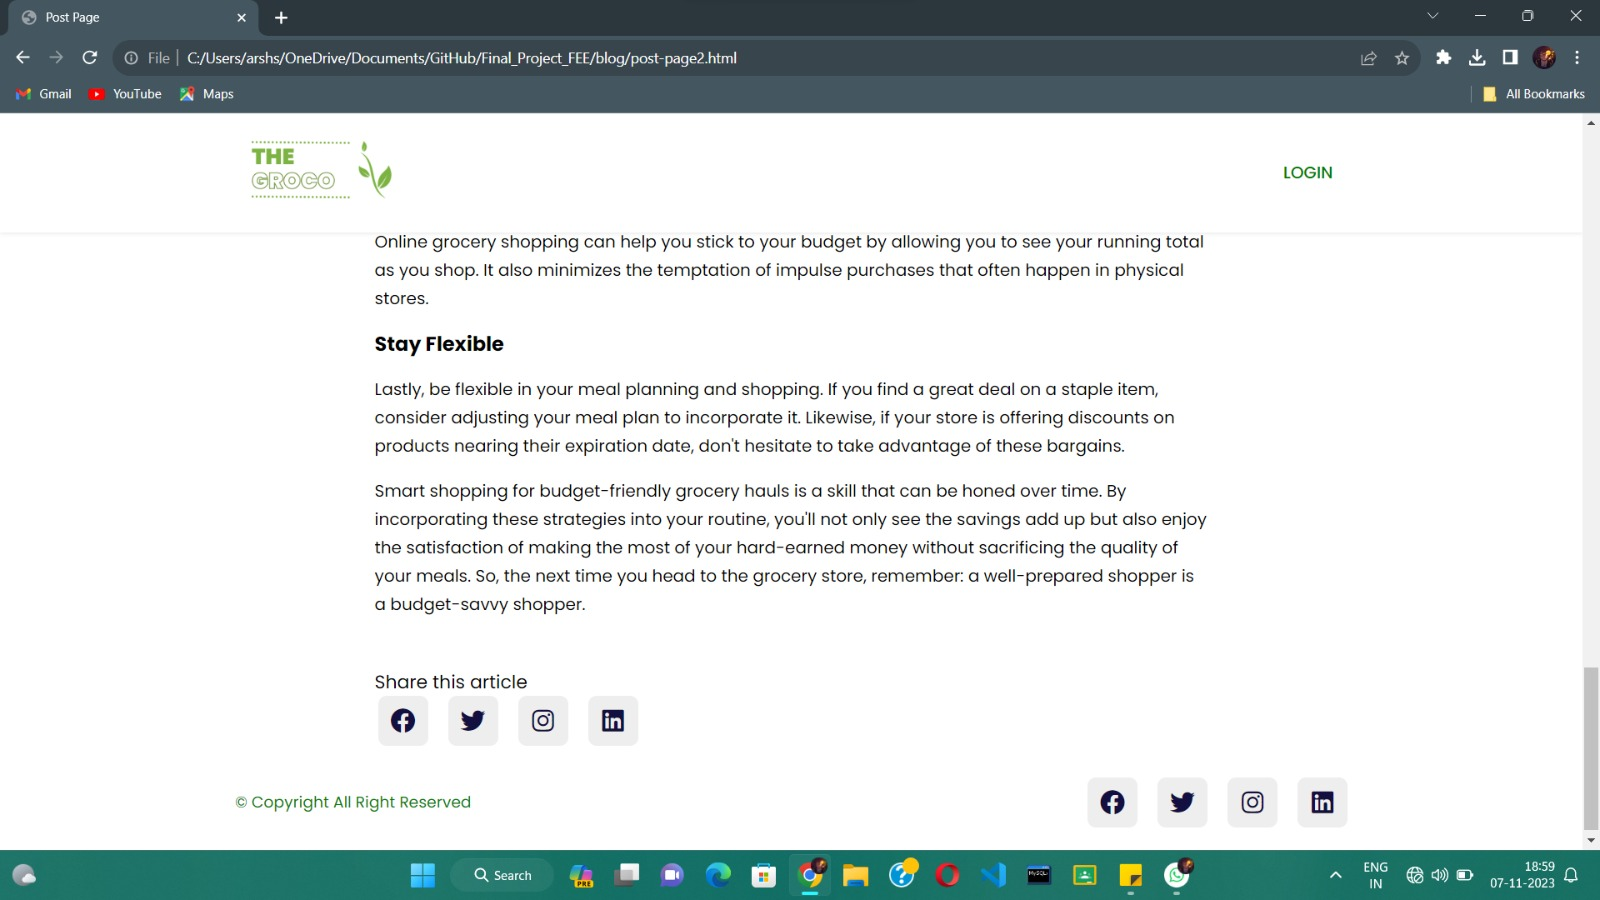 Post Page
File
C:/Users/arshs/OneDrive/Documents/GitHub/Final_Project_FEE/blog/post-page2.html
Gmail
YouTube
Maps
All Bookmarks
THE
GROCO
LOGIN
Online grocery shopping can help you stick to your budget by allowing you to see your running total
as you shop. It also minimizes the temptation of impulse purchases that often happen in physical
stores.
Stay Flexible
Lastly, be flexible in your meal planning and shopping. If you find a great deal on a staple item,
consider adjusting your meal plan to incorporate it. Likewise, if your store is offering discounts on
products nearing their expiration date, don't hesitate to take advantage of these bargains.
Smart shopping for budget-friendly grocery hauls is a skill that can be honed over time. By
incorporating these strategies into your routine, you'll not only see the savings add up but also enjoy
the satisfaction of making the most of your hard-earned money without sacrificing the quality of
your meals. So, the next time you head to the grocery store, remember: a well-prepared shopper is
a budget-savvy shopper.
Share this article
© Copyright All Right Reserved
Search
PRE
MySQL
ENG
IN
18:59
07-11-2023